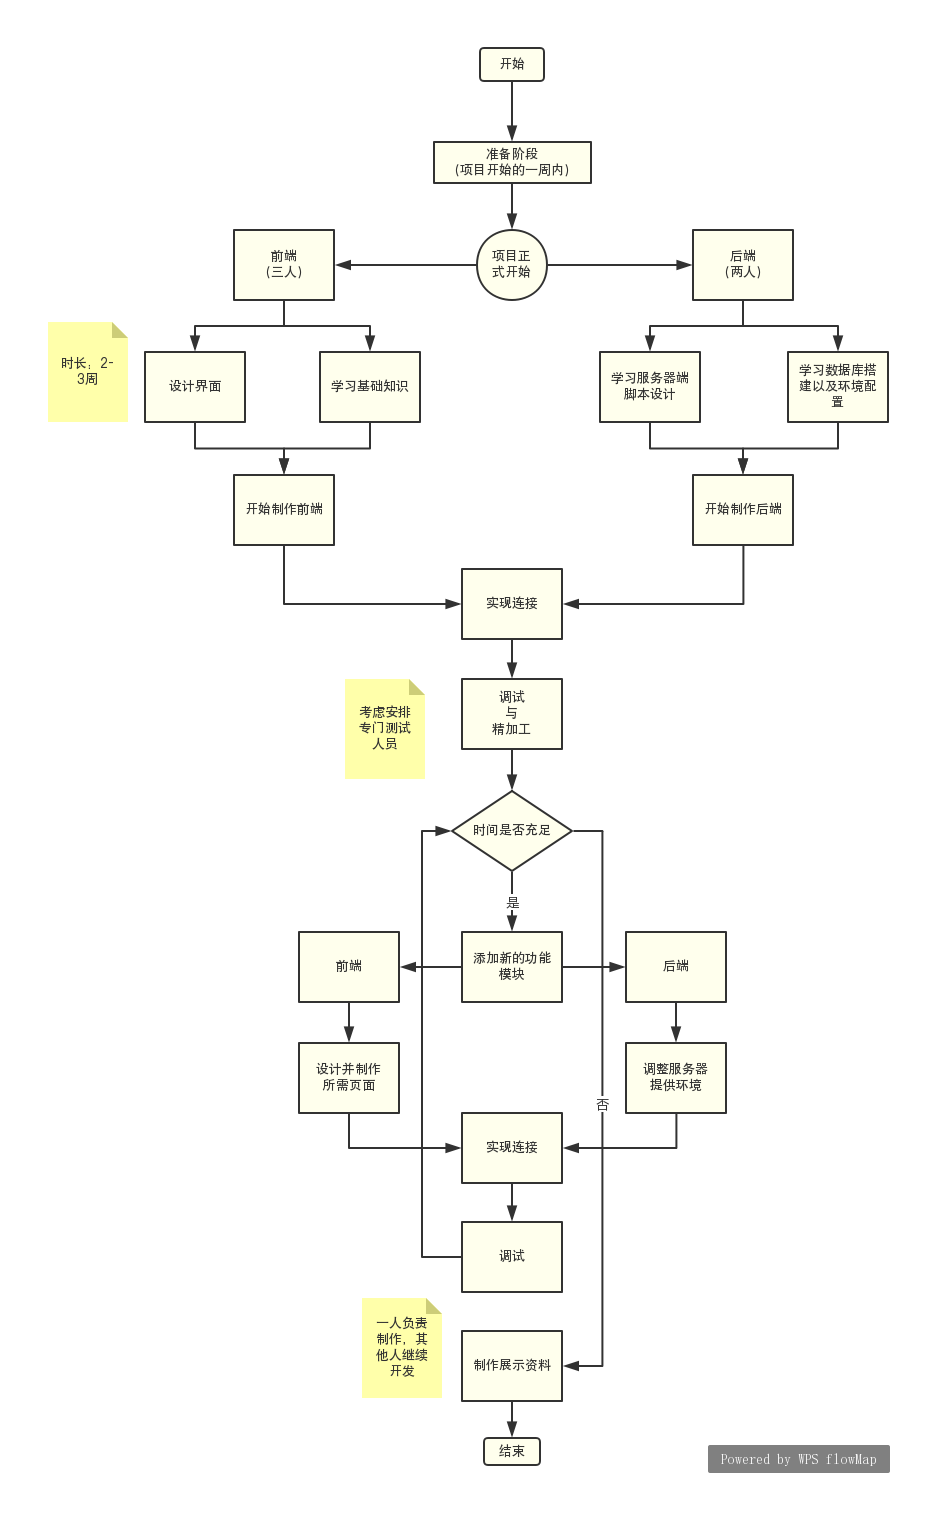 开始
准备阶段
(项目开始的一周内)
前端
(三人)
项目正
式开始
后端
(两人)
时长，2-
3周
设计界面
学习基础知识
学习服务器端
脚本设计
学习数据库搭
建以及环境配
置
开始制作前端
开始制作后端
实现连接
考虑安排
专门测试
人员
调试
与
精加工
时间是否充足
是
前端
添加新的功能
模块
后端
设计并制作
所需页面
调整服务器
提供环境
否
实现连接
调试
一人负责
制作，其
他人继续
开发
制作展示资料
结束
Powered by WPS flowMap